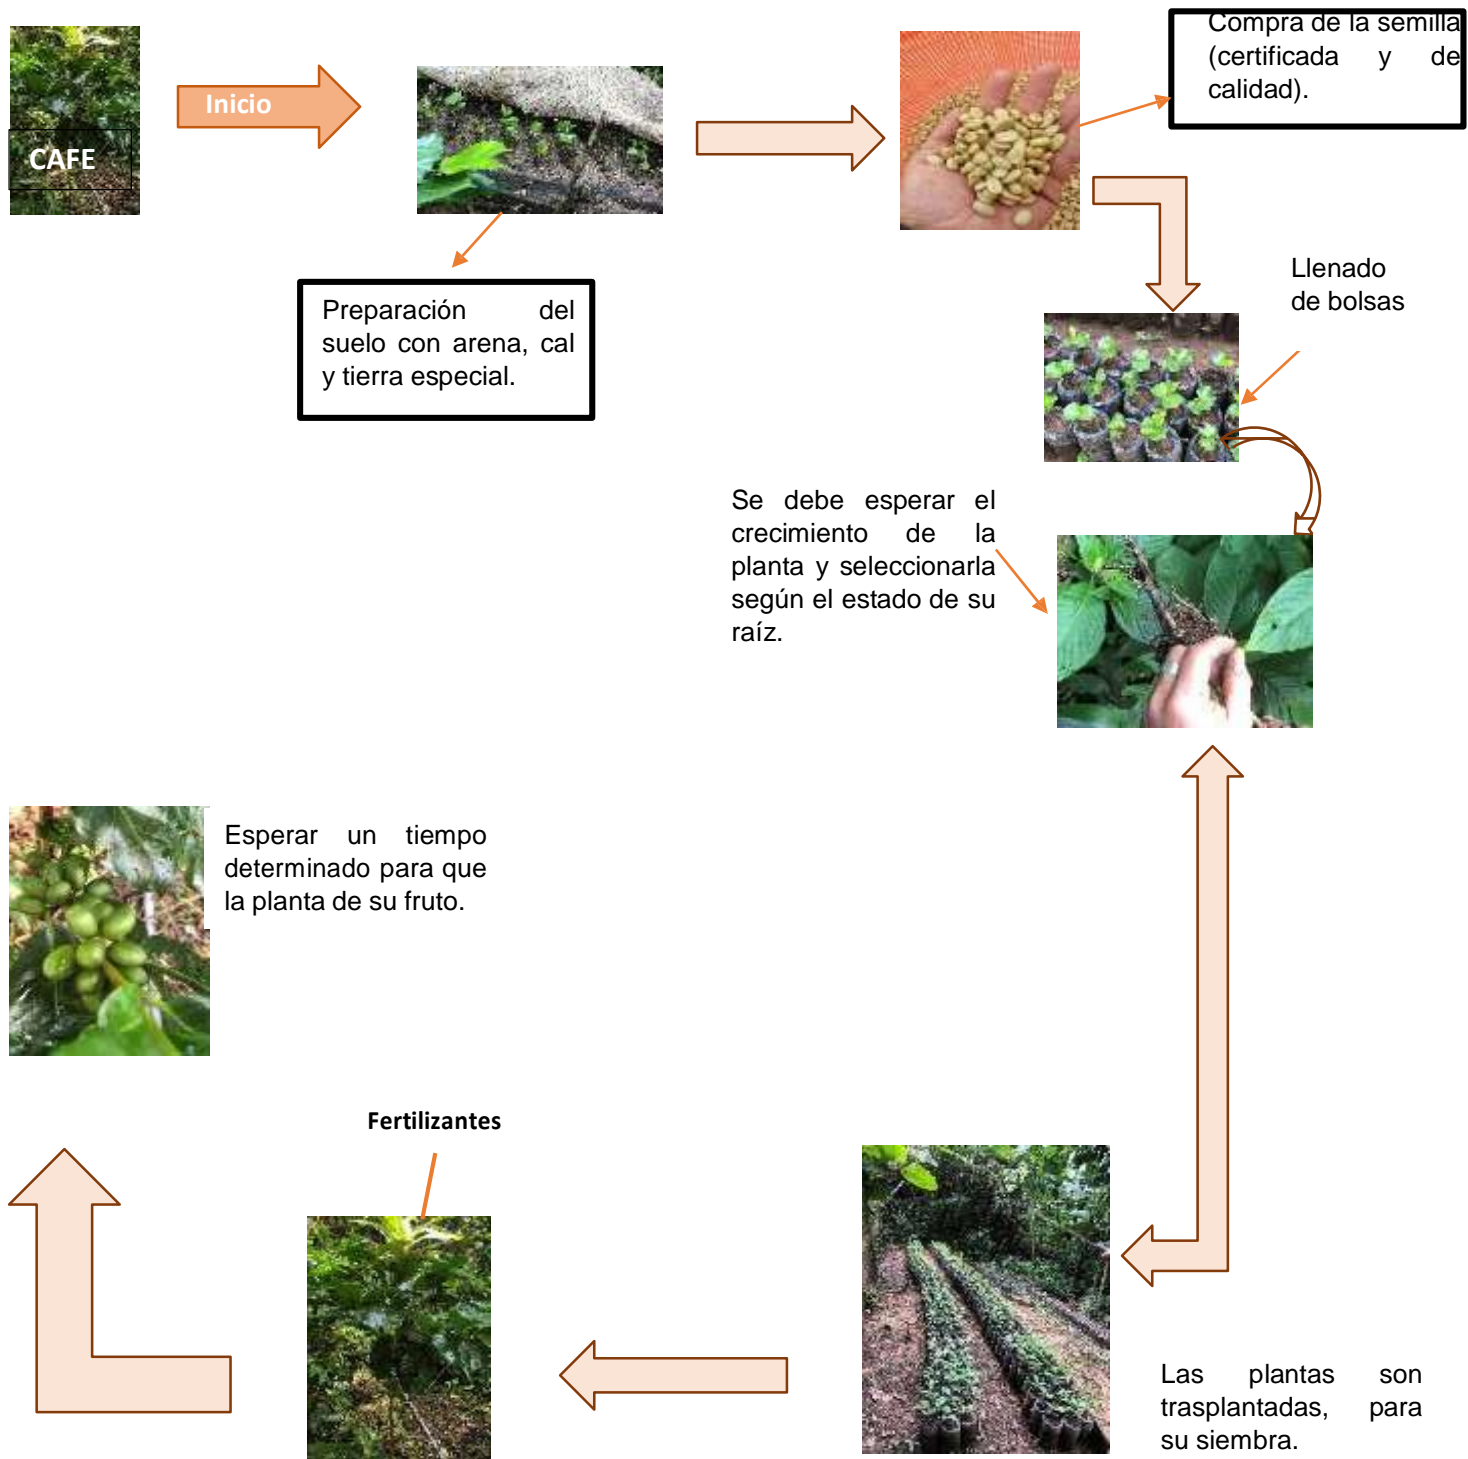 CAFE
Inicio
Compra de la semilla
(certificada y de
calidad).
Preparación del
suelo con arena, cal
y tierra especial.
Llenado
de bolsas
Se debe esperar el
crecimiento de la
planta y seleccionarla
según el estado de su
raíz.
Las plantas son
trasplantadas, para
su siembra.
Fertilizantes
Esperar un tiempo
determinado para que
la planta de su fruto.